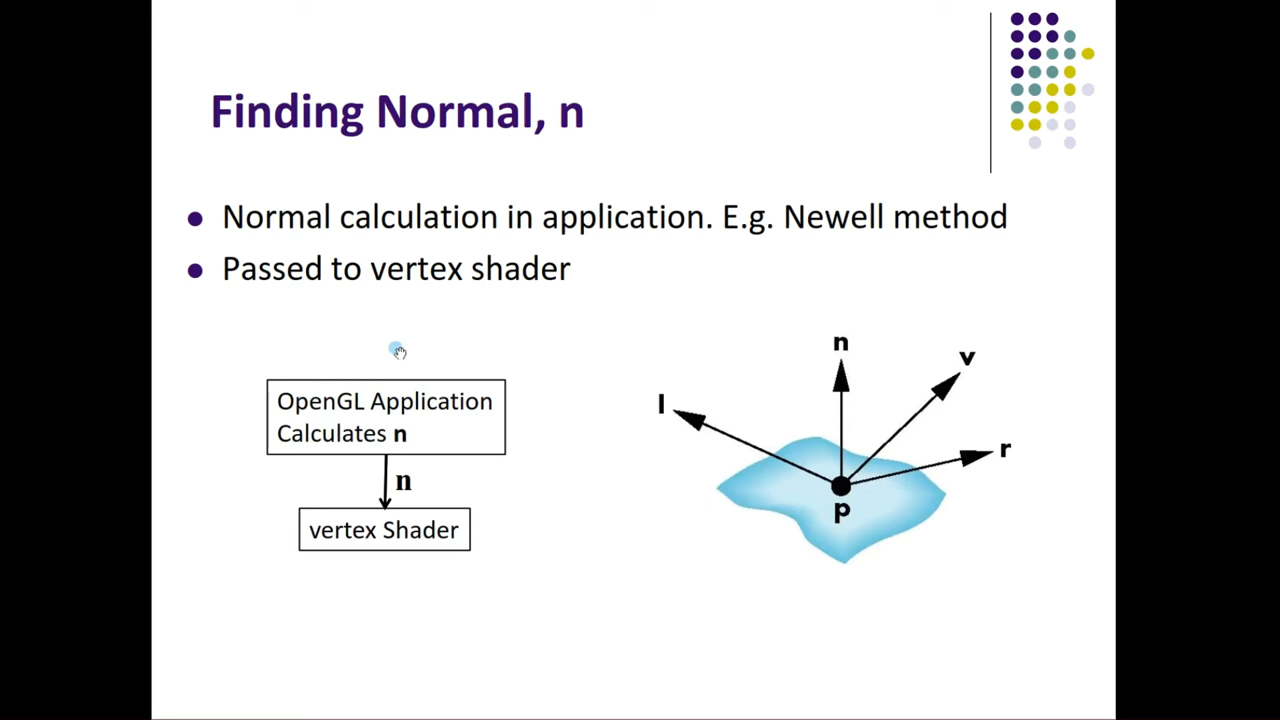 Finding Normal, n
Normal calculation in application. E.g. Newell method
Passed to vertex shader
OpenGL Application
Calculates n
n
vertex Shader
n
v
l
r
p